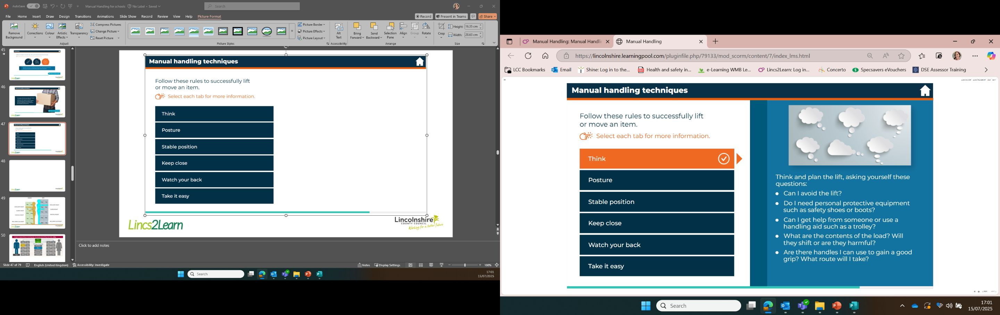 AutoSave
Manual Handling for schools
No Label • Saved
Search
File Home Insert Draw Design Transitions Animations Slide Show Record Review View Help Picture Format
Record
Present in Teams
Share
Remove Background
Corrections
Colour
Artistic Effects
Transparency
Compress Pictures
Change Picture
Reset Picture
Adjust
Picture Styles
Picture Border
Picture Effects
Picture Layout
Alt Text
Accessibility
Bring Forward
Send Backward
Selection Pane
Align
Group
Rotate
Arrange
Crop
Height: 16.35 cm
Width: 28.63 cm
Size
45
46
47
48
49
50
Manual handling techniques
Follow these rules to successfully lift
or move an item.
Select each tab for more information.
Think
Posture
Stable position
Keep close
Watch your back
Take it easy
Lincs2Learn
Lincolnshire
COUNTY COUNCIL
Working for a better future
Click to add notes
Slide 47 of 79
English (United Kingdom)
Accessibility: Investigate
Notes
Display Settings
100%
Search
17:01
15/07/2025
Manual Handling: Manual Handli
Manual Handling
https://lincolnshire.learningpool.com/pluginfile.php/79133/mod_scorm/content/7/index_lms.html
LCC Bookmarks
Email
Shine: Log in to the...
Health and safety in...
e-Learning WMB Le...
Lincs2Learn: Log in...
Concerto
Specsavers eVouchers
DSE Assessor Training
Manual handling techniques
Follow these rules to successfully lift
or move an item.
Select each tab for more information.
Think
Posture
Stable position
Keep close
Watch your back
Take it easy
Think and plan the lift, asking yourself these
questions:
• Can I avoid the lift?
• Do I need personal protective equipment
such as safety shoes or boots?
• Can I get help from someone or use a
handling aid such as a trolley?
• What are the contents of the load? Will
they shift or are they harmful?
• Are there handles I can use to gain a good
grip? What route will I take?
Search
17:01
15/07/2025